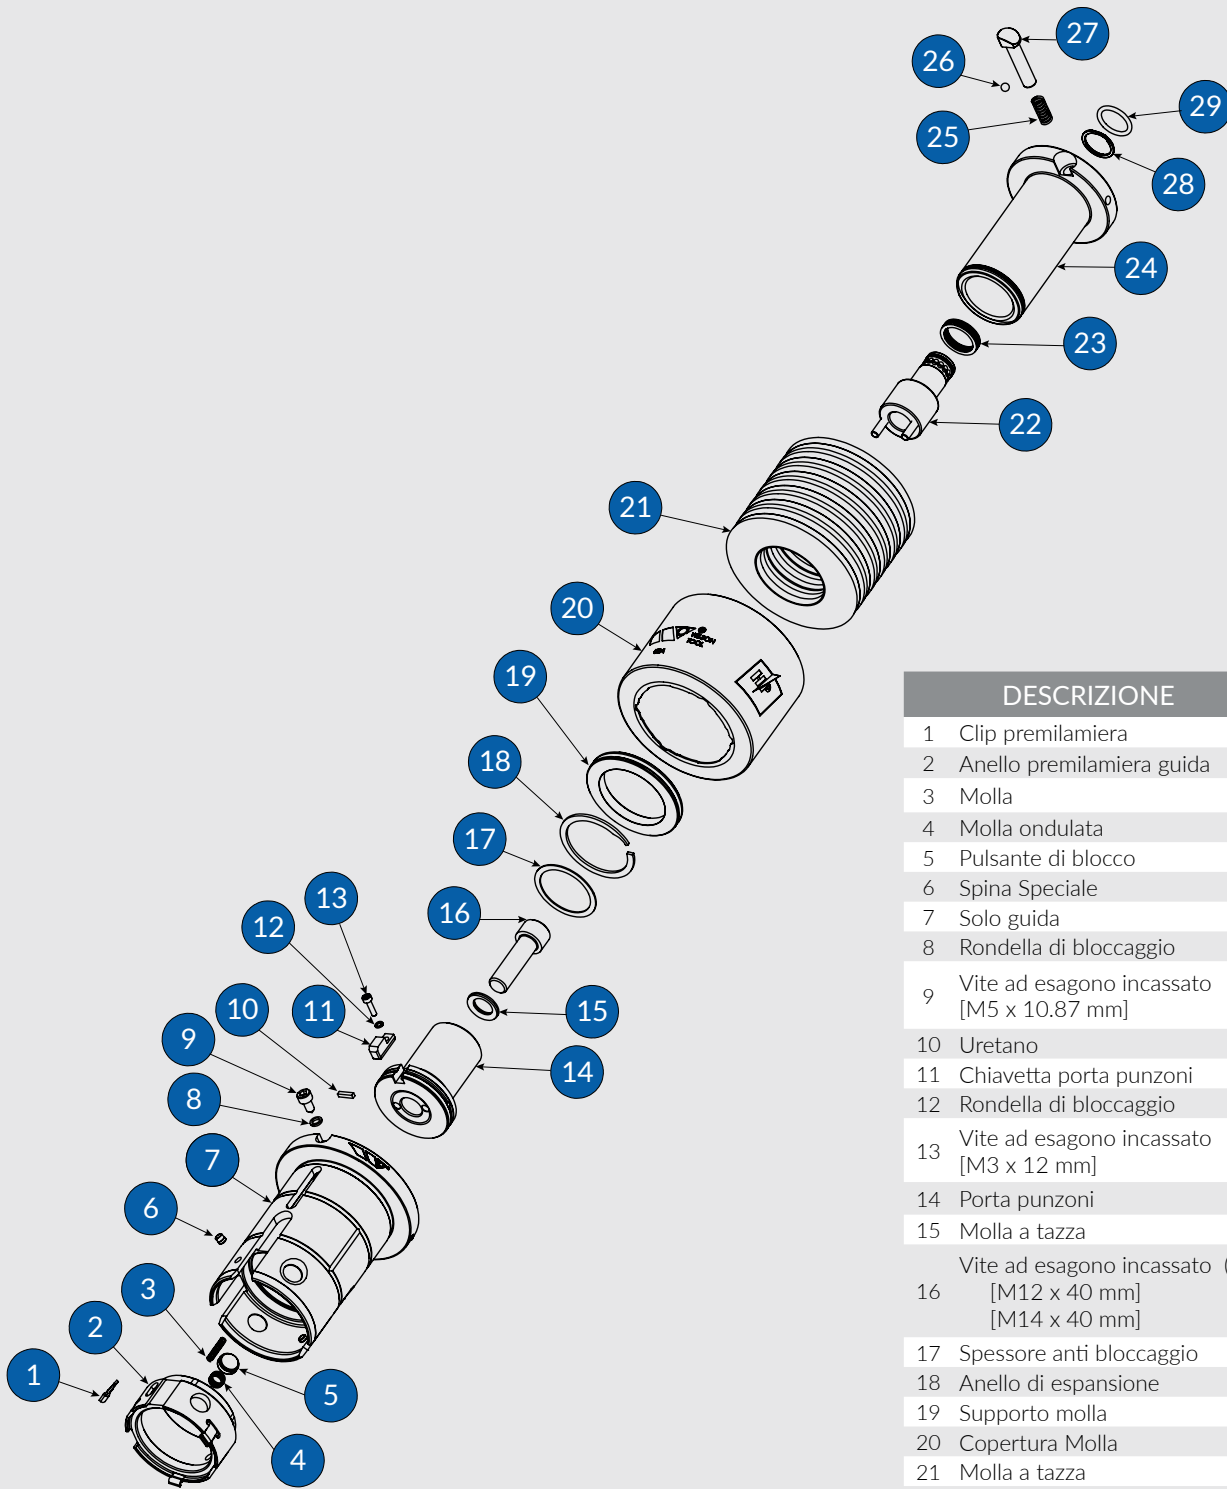 27
26
29
25
28
24
23
22
21
20
WILSON
TOOL
19
18
17
13
16
12
11
15
10
9
14
8
7
6
3
2
1
5
4
DESCRIZIONE
1 Clip premilamiera
2 Anello premilamiera guida
3 Molla
4 Molla ondulata
5 Pulsante di blocco
6 Spina Speciale
7 Solo guida
8 Rondella di bloccaggio
9 Vite ad esagono incassato
[M5 x 10.87 mm]
10 Uretano
11 Chiavetta porta punzoni
12 Rondella di bloccaggio
13 Vite ad esagono incassato
[M3 x 12 mm]
14 Porta punzoni
15 Molla a tazza
16 Vite ad esagono incassato (
[M12 x 40 mm]
[M14 x 40 mm]
17 Spessore anti bloccaggio
18 Anello di espansione
19 Supporto molla
20 Copertura Molla
21 Molla a tazza